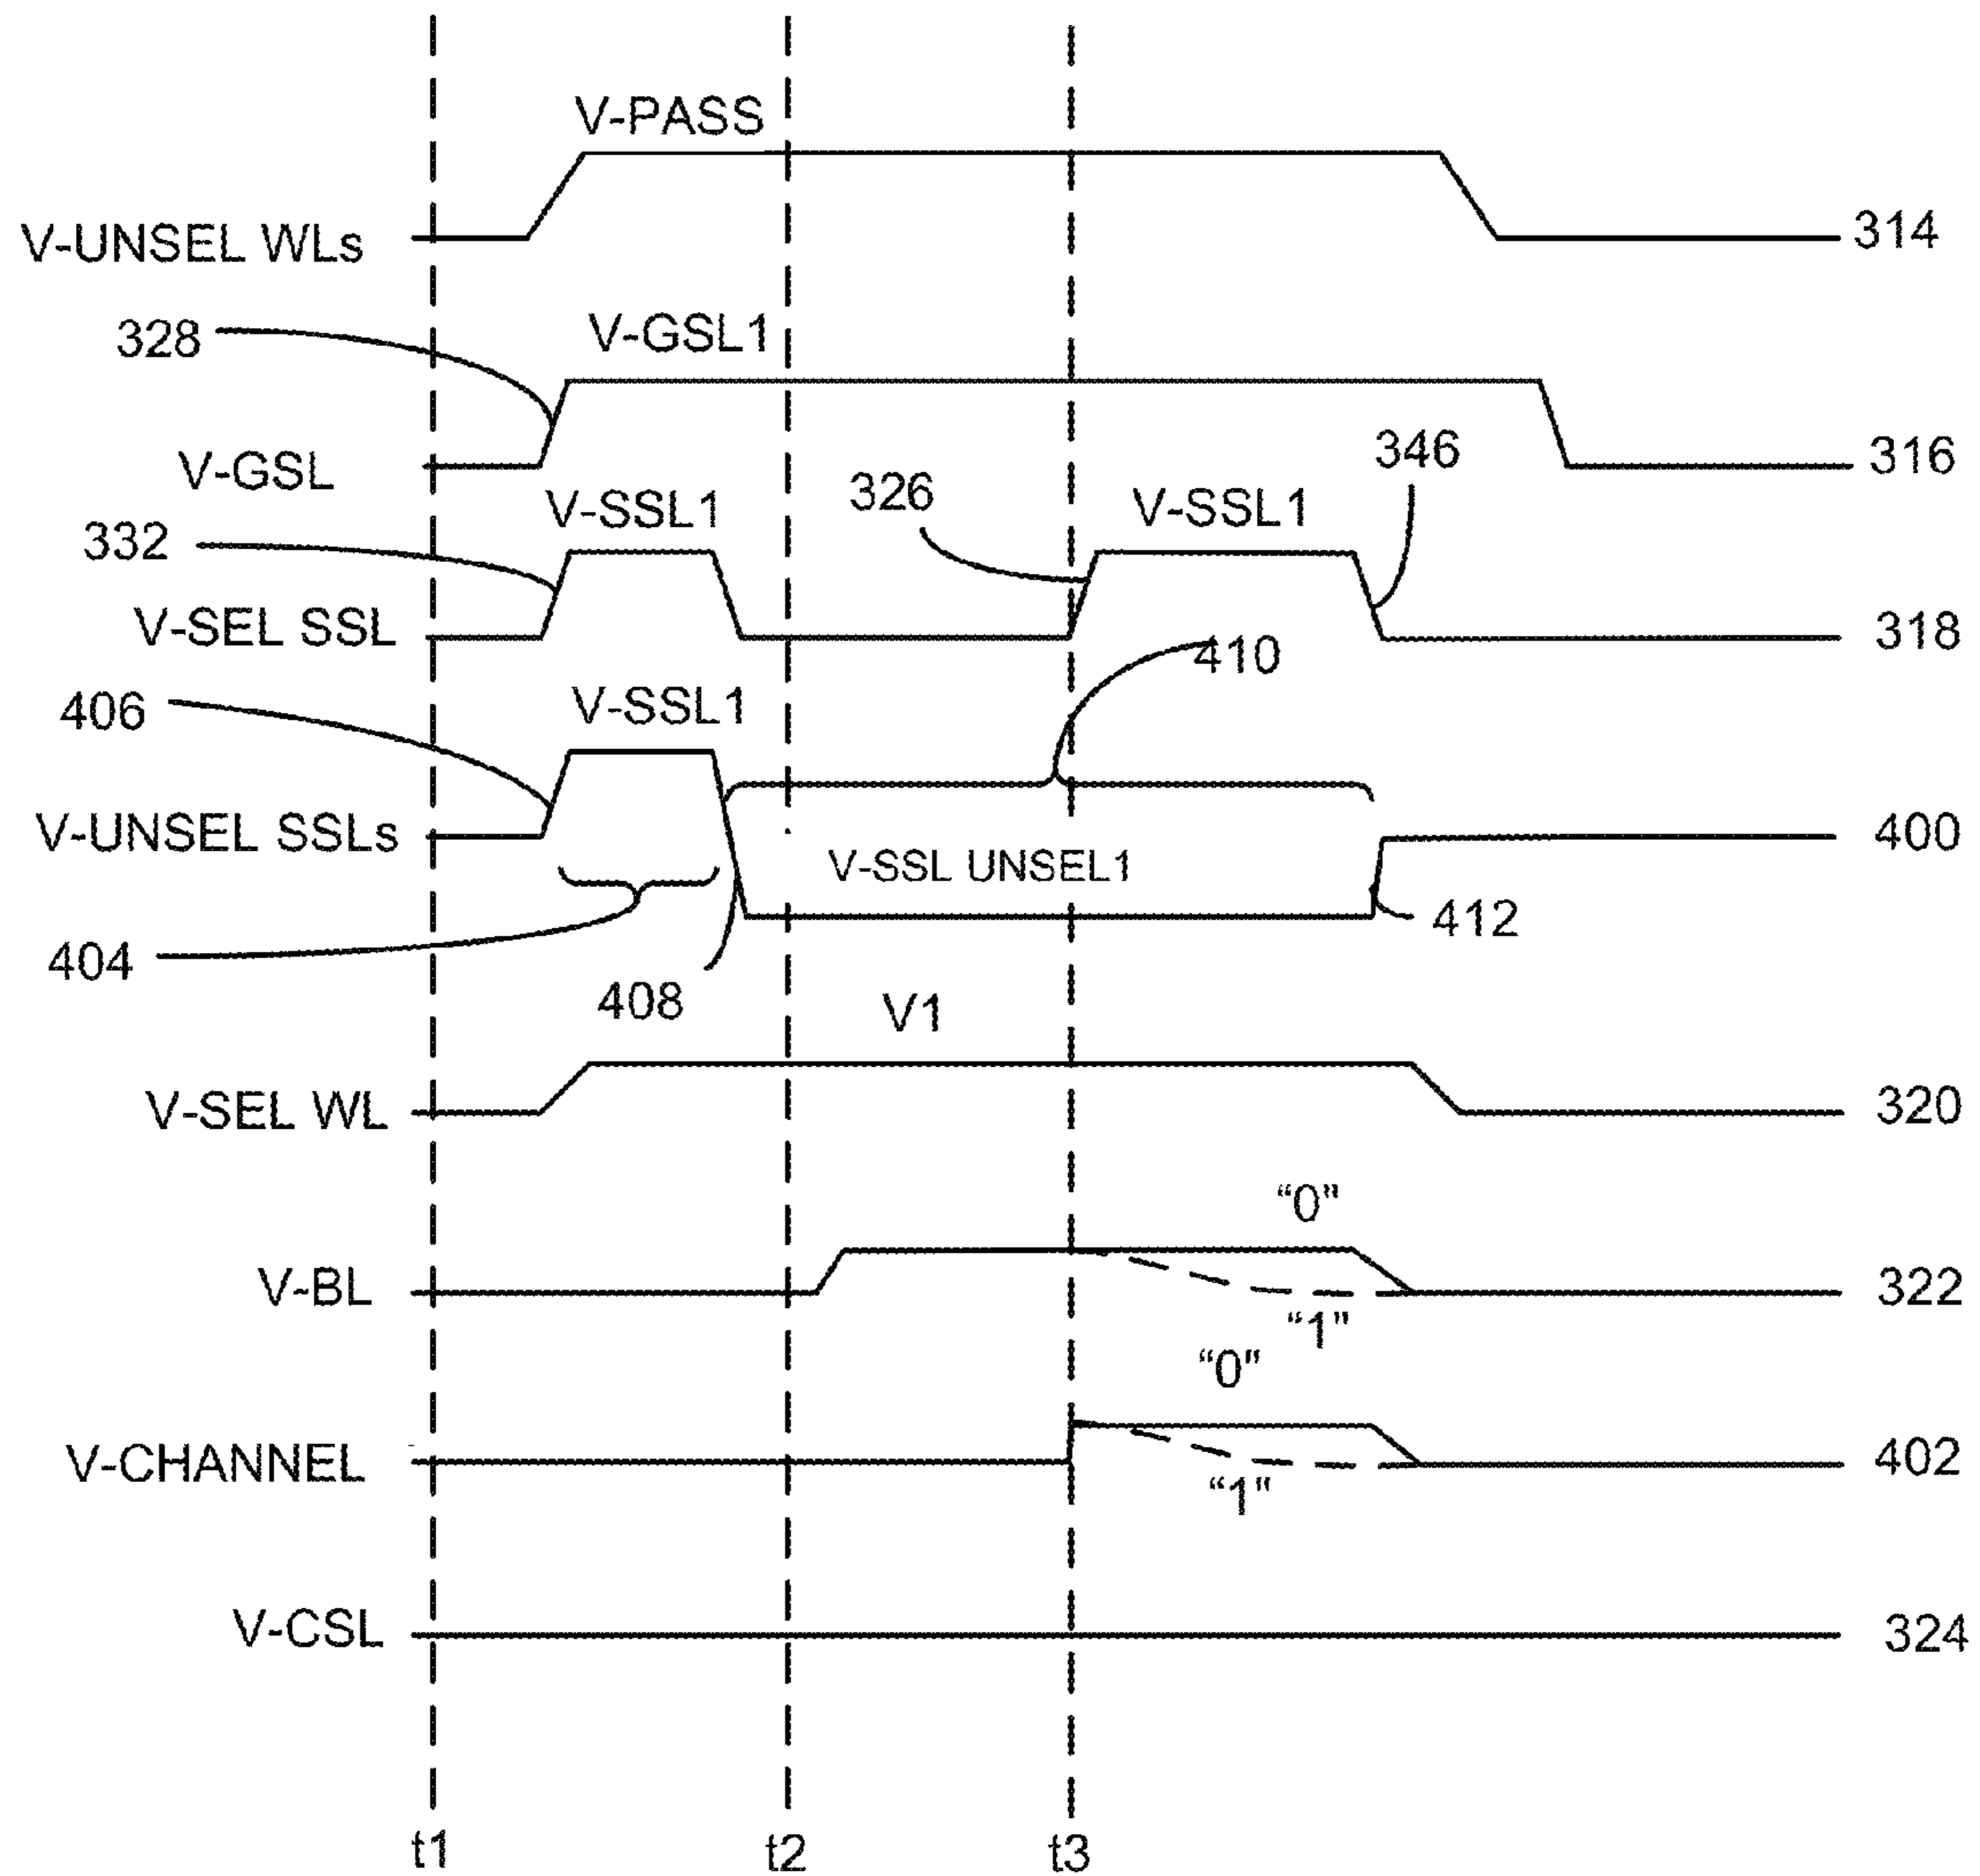 V-PASS
V-UNSEL WLs
314
328
V-GSL1
V-GSL
316
346
332
V-SSL1
326
V-SSL1
V-SEL SSL
318
410
406
V-SSL1
V-UNSEL SSLs
400
V-SSL UNSEL1
404
408
412
V1
V-SEL WL
320
"0"
V-BL
322
"1"
"0"
V-CHANNEL
402
"1"
V-CSL
324
t1
t2
t3